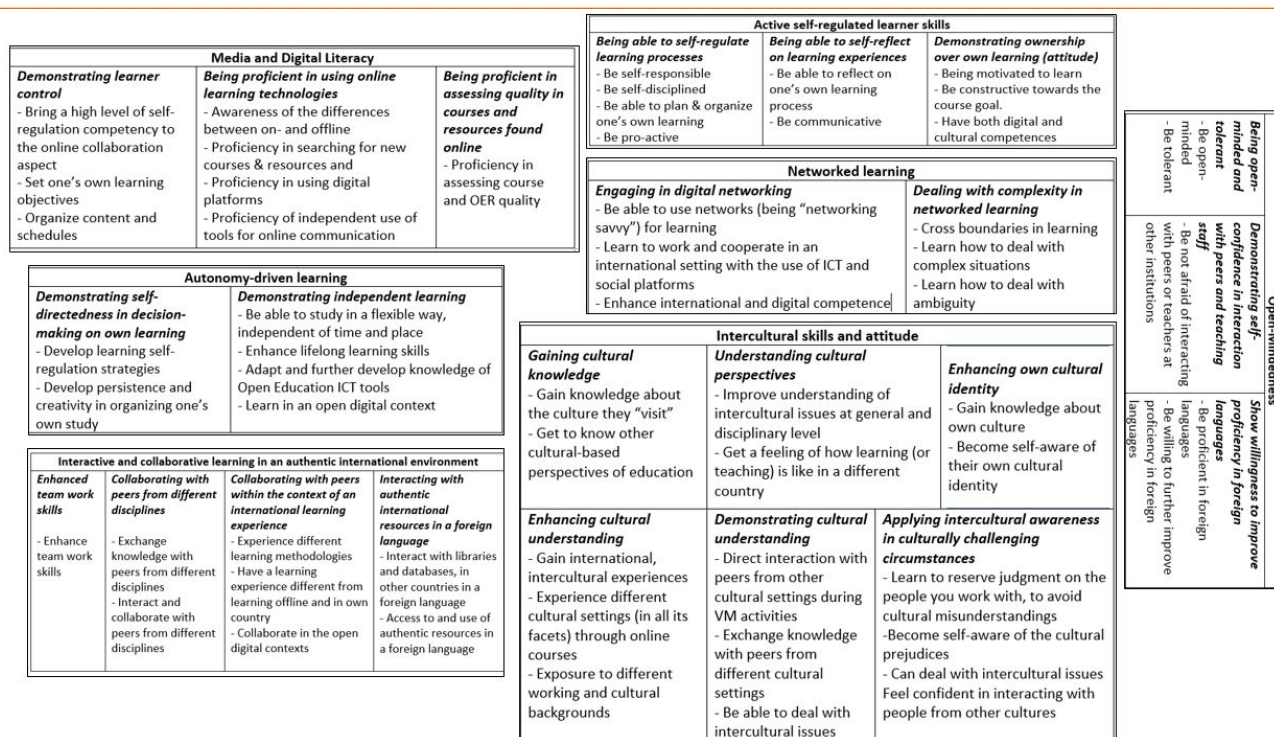 Media and Digital Literacy
Demonstrating learner
control
- Bring a high level of self-
regulation competency to
the online collaboration
aspect
- Set one's own learning
objectives
- Organize content and
schedules
Being proficient in using online
learning technologies
- Awareness of the differences
between on- and offline
- Proficiency in searching for new
courses & resources and
- Proficiency in using digital
platforms
- Proficiency of independent use of
tools for online communication
Being proficient in
assessing quality in
courses and
resources found
online
- Proficiency in
assessing course
and OER quality
Active self-regulated learner skills
Being able to self-regulate
learning processes
- Be self-responsible
- Be self-disciplined
- Be able to plan & organize
one's own learning
- Be pro-active
Being able to self-reflect
on learning experiences
- Be able to reflect on
one's own learning
process
- Be communicative
Demonstrating ownership
over own learning (attitude)
- Being motivated to learn
- Be constructive towards the
course goal.
- Have both digital and
cultural competences
Networked learning
Engaging in digital networking
- Be able to use networks (being "networking
savvy") for learning
- Learn to work and cooperate in an
international setting with the use of ICT and
social platforms
- Enhance international and digital competence
Dealing with complexity in
networked learning
- Cross boundaries in learning
- Learn how to deal with
complex situations
- Learn how to deal with
ambiguity
Autonomy-driven learning
Demonstrating self-
directedness in decision-
making on own learning
- Develop learning self-
regulation strategies
- Develop persistence and
creativity in organizing one's
own study
Demonstrating independent learning
- Be able to study in a flexible way,
independent of time and place
- Enhance lifelong learning skills
- Adapt and further develop knowledge of
Open Education ICT tools
- Learn in an open digital context
Interactive and collaborative learning in an authentic international environment
Enhanced
team work
skills
- Enhance
team work
skills
Collaborating with
peers from different
disciplines
- Exchange
knowledge with
peers from different
disciplines
- Interact and
collaborate with
peers from different
disciplines
Collaborating with peers
within the context of an
international learning
experience
- Experience different
learning methodologies
- Have a learning
experience different from
learning offline and in own
country
- Collaborate in the open
digital contexts
Interacting with
authentic
international
resources in a foreign
language
- Interact with libraries
and databases, in
other countries in a
foreign language
- Access to and use of
authentic resources in
a foreign language
Intercultural skills and attitude
Gaining cultural
knowledge
- Gain knowledge about
the culture they "visit"
- Get to know other
cultural-based
perspectives of education
Understanding cultural
perspectives
- Improve understanding of
intercultural issues at general and
disciplinary level
- Get a feeling of how learning (or
teaching) is like in a different
country
Enhancing own cultural
identity
- Gain knowledge about
own culture
- Become self-aware of
their own cultural
identity
Enhancing cultural
understanding
- Gain international,
intercultural experiences
- Experience different
cultural settings (in all its
facets) through online
courses
- Exposure to different
working and cultural
backgrounds
Demonstrating cultural
understanding
- Direct interaction with
peers from other
cultural settings during
VM activities
- Exchange knowledge
with peers from
different cultural
settings
- Be able to deal with
intercultural issues
Applying intercultural awareness
in culturally challenging
circumstances
- Learn to reserve judgment on the
people you work with, to avoid
cultural misunderstandings
-Become self-aware of the cultural
prejudices
- Can deal with intercultural issues
Feel confident in interacting with
people from other cultures
Open-Mindedness
Being open-
minded and
tolerant
- Be open-
minded
- Be tolerant
Demonstrating self-
confidence in interaction
with peers and teaching
staff
- Be not afraid of interacting
with peers or teachers at
other institutions
Show willingness to improve
proficiency in foreign
languages
- Be proficient in foreign
languages
- Be willing to further improve
proficiency in foreign
languages